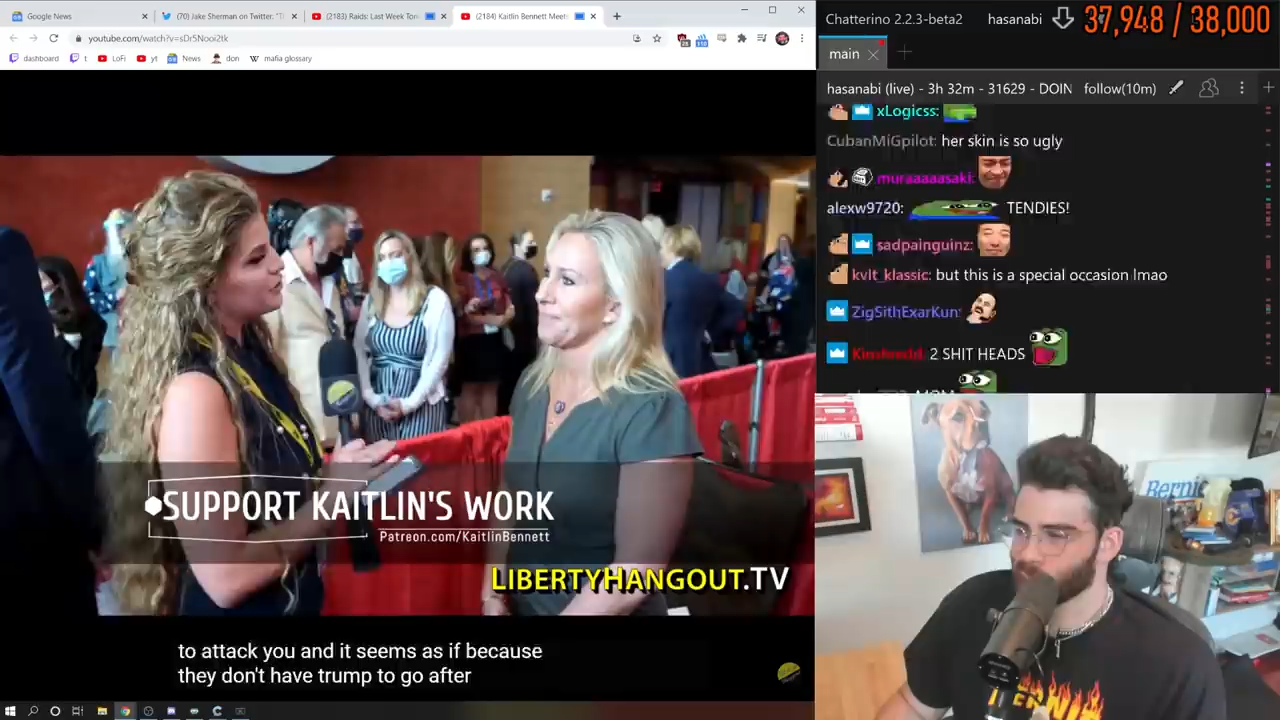 Google News
(70) Jake Sherman on Twitter: "T
(2183) Raids: Last Week Ton
(2184) Kaitlin Bennett Meets
youtube.com/watch?v=sDr5Nooi2tk
dashboard
t
LoFi
yt
News
don
mafia glossary
SUPPORT KAITLIN'S WORK
Patreon.com/KaitlinBennett
LIBERTYHANGOUT.TV
to attack you and it seems as if because
they don't have trump to go after
Chatterino 2.2.3-beta2
hasanabi
37,948 / 38,000
main
hasanabi (live) - 3h 32m - 31629 - DOIN
follow(10m)
xLogicss:
CubanMiGpilot: her skin is so ugly
muraaaasaki:
alexw9720: TENDIES!
sadpainguinz:
kvlt_klassic: but this is a special occasion lmao
ZigSithExarKun:
2 SHIT HEADS
Bernie